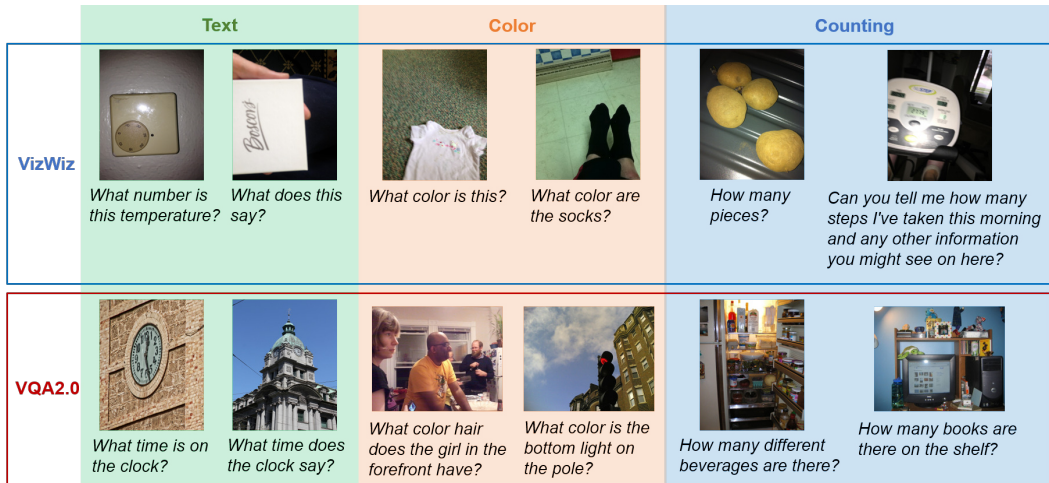 Text
Color
Counting
VizWiz
What number is
this temperature?
What does this
say?
What color is this?
What color are
the socks?
How many
pieces?
Can you tell me how many
steps I've taken this morning
and any other information
you might see on here?
Boscov's
VQA2.0
What time is on
the clock?
What time does
the clock say?
What color hair
does the girl in the
forefront have?
What color is the
bottom light on
the pole?
How many different
beverages are there?
How many books are
there on the shelf?